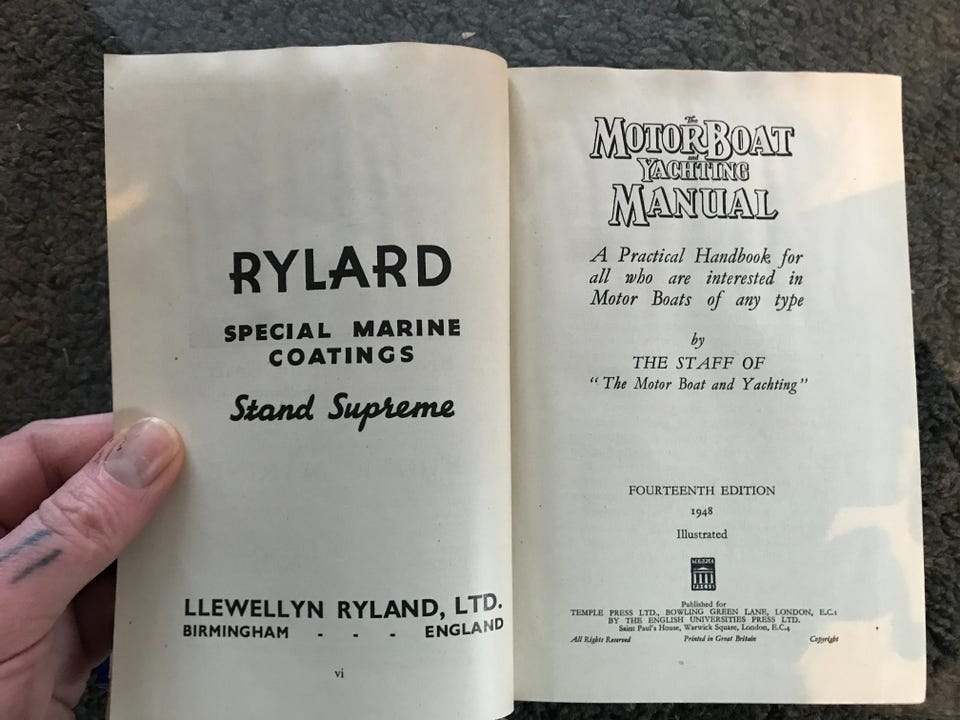 RYLARD
SPECIAL MARINE
COATINGS
Stand Supreme
LLEWELLYN RYLAND, LTD.
BIRMINGHAM - - - ENGLAND
vi
The
MOTOR BOAT
and
YACHTING
MANUAL
A Practical Handbook for
all who are interested in
Motor Boats of any type
by
THE STAFF OF
"The Motor Boat and Yachting"
FOURTEENTH EDITION
1948
Illustrated
TEMPLE
PRESS
Published for
TEMPLE PRESS LTD., BOWLING GREEN LANE, LONDON, E.C.1
BY THE ENGLISH UNIVERSITIES PRESS LTD.
Saint Paul's House, Warwick Square, London, E.C.4
All Rights Reserved Printed in Great Britain Copyright